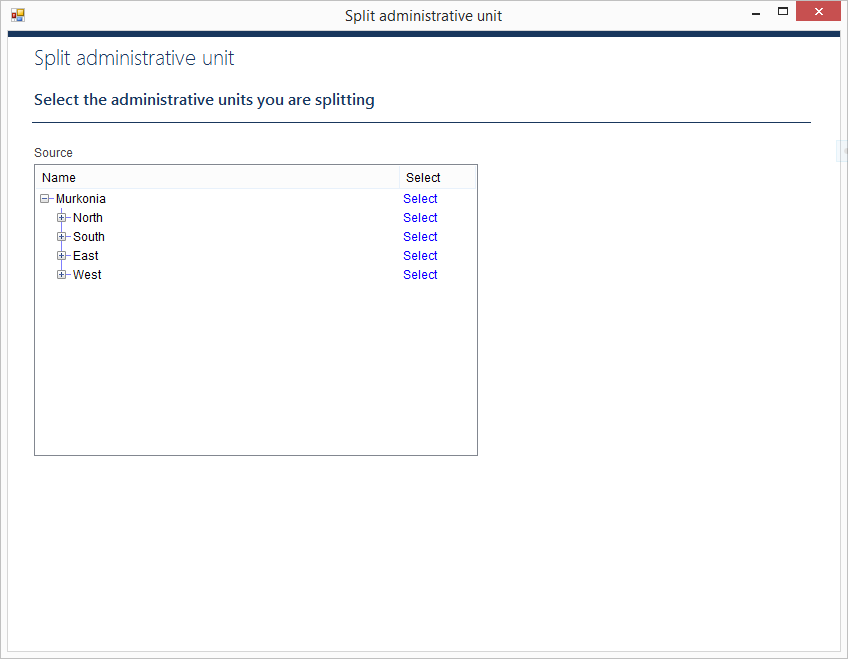 Split administrative unit
Split administrative unit
Select the administrative units you are splitting
Source
Name Select
Murkonia Select
North Select
South Select
East Select
West Select